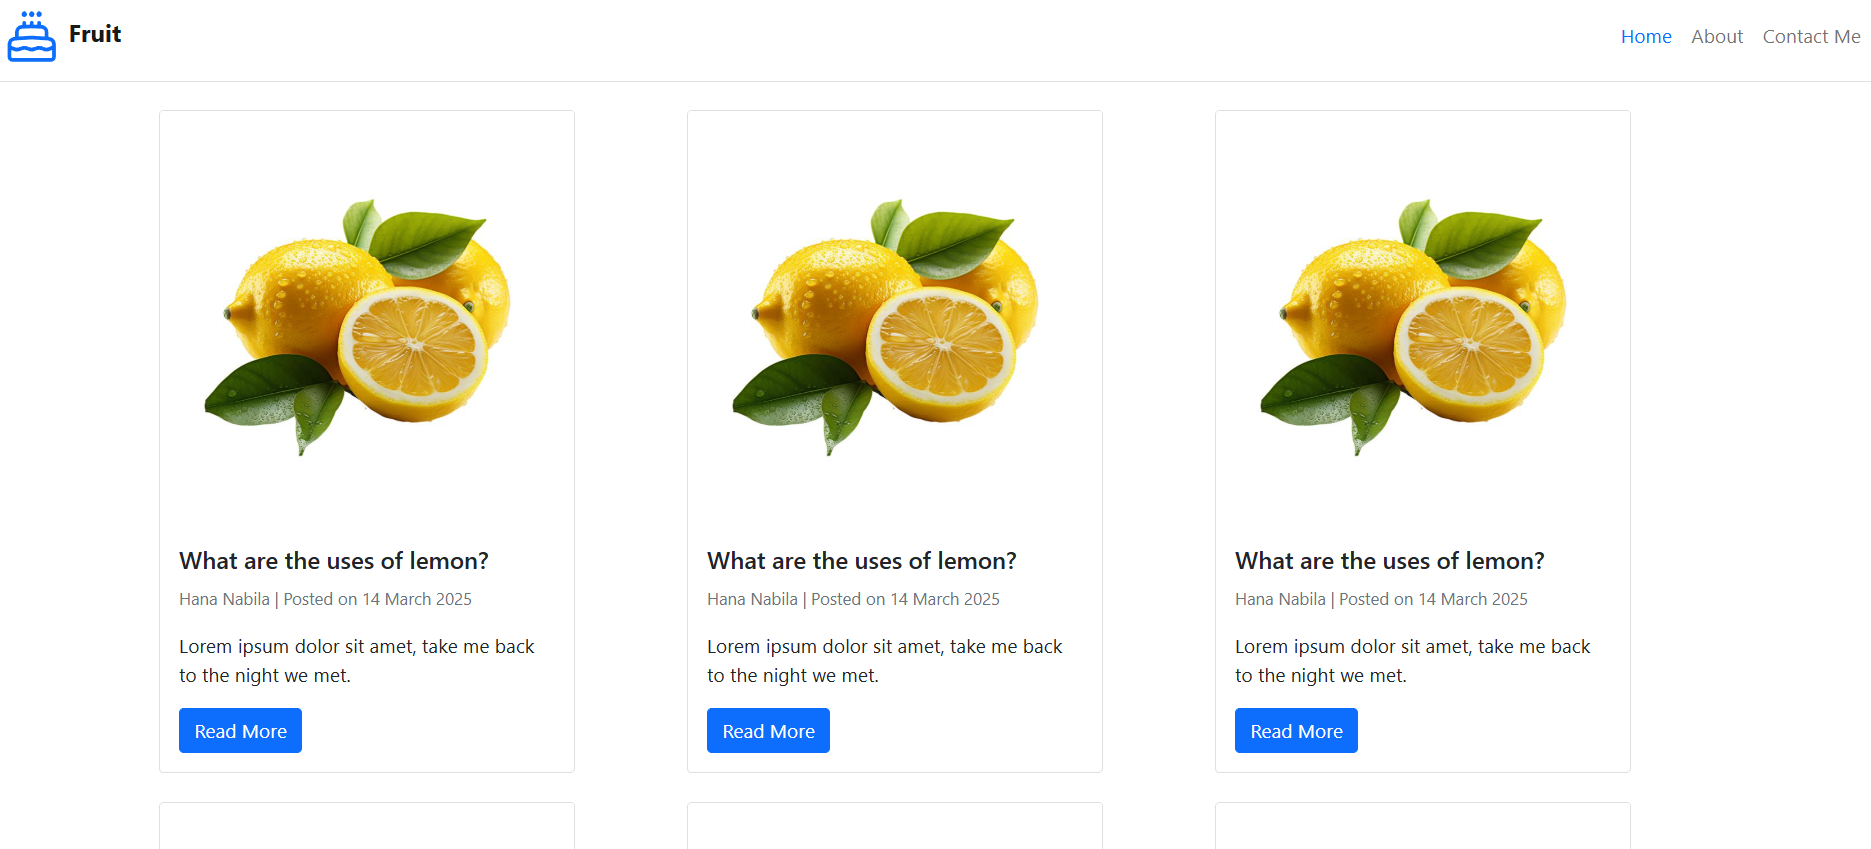 Fruit
Home About Contact Me
What are the uses of lemon?
Hana Nabila | Posted on 14 March 2025
Lorem ipsum dolor sit amet, take me back
to the night we met.
Read More
What are the uses of lemon?
Hana Nabila | Posted on 14 March 2025
Lorem ipsum dolor sit amet, take me back
to the night we met.
Read More
What are the uses of lemon?
Hana Nabila | Posted on 14 March 2025
Lorem ipsum dolor sit amet, take me back
to the night we met.
Read More